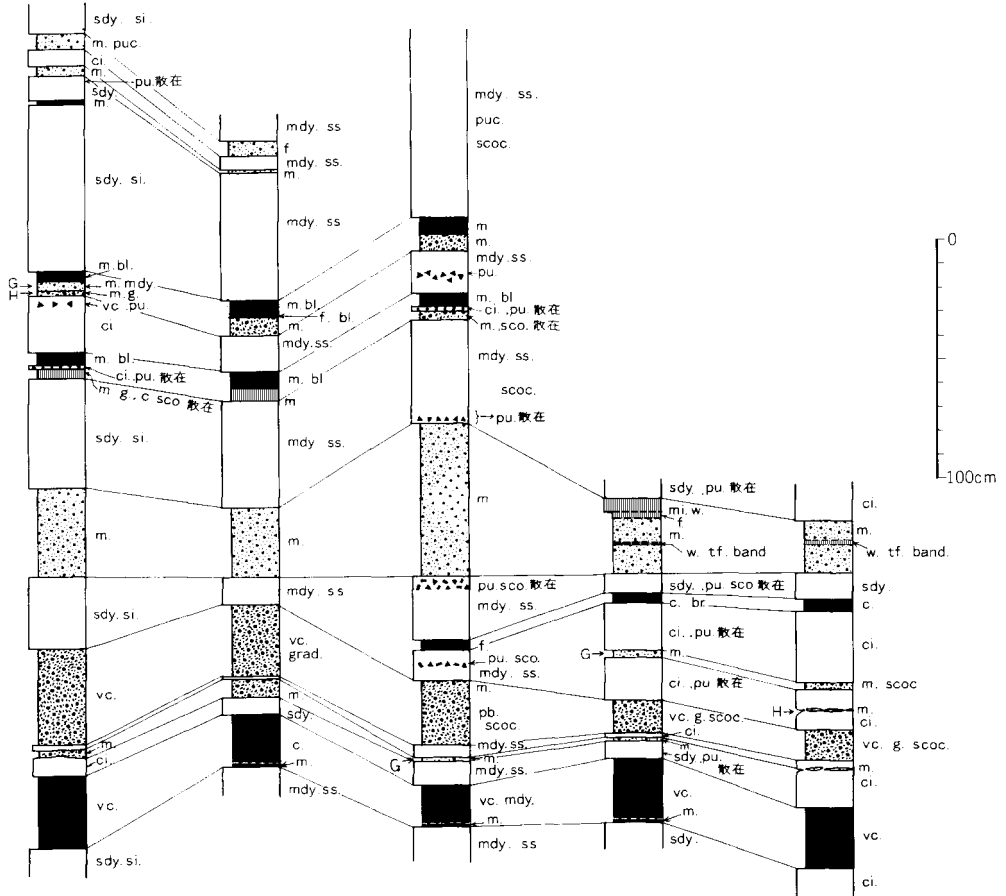 sdy. si.
m. puc.
ci.
m.
pu. 散在
sdy.
m.
sdy. si.
m. bl.
G
m. mdy.
H
m. g.
vc. pu.
ci
m. bl.
ci., pu. 散在
m g., c sco 散在
sdy. si.
m.
sdy. si.
vc.
m.
ci.
vc.
sdy. si.
mdy. ss
f
mdy. ss.
m.
mdy. ss
m. bl.
f. bl.
m.
mdy. ss.
m. bl
m
mdy ss.
m.
mdy ss
vc.
grad.
m.
sdy.
c.
m.
mdy. ss.
mdy. ss.
puc.
scoc.
m
m.
mdy. ss.
pu.
m. bl
ci., pu. 散在
m., sco. 散在
mdy. ss.
scoc.
pu. 散在
m
pu. sco. 散在
mdy. ss.
f.
pu. sco.
mdy ss.
m.
pb.
scoc.
mdy. ss.
G
m.
mdy. ss.
vc. mdy.
m.
mdy. ss
sdy., pu. 散在
mi. w.
f
m.
w. tf. band
sdy., pu sco 散在
c. br.
ci., pu. 散在
G
m.
ci., pu 散在
vc. g. scoc.
ci.
m
sdy, pu.
散在
vc.
m.
sdy.
ci.
m.
w. tf. band.
sdy.
c.
ci.
m. scoc
H
m.
ci.
vc. g. scoc.
m.
ci.
vc.
ci.
0
100cm